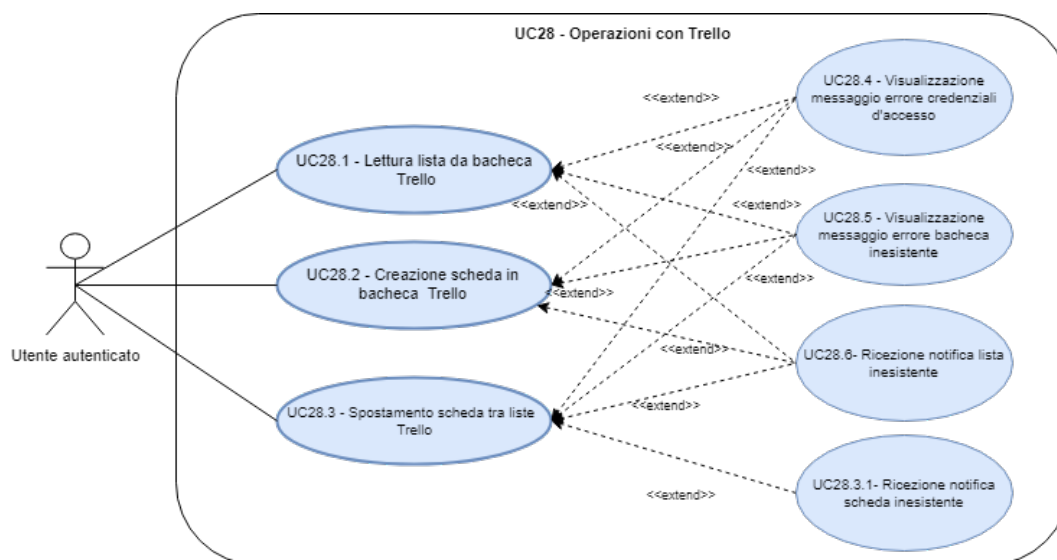 UC28 - Operazioni con Trello
UC28.4 - Visualizzazione
messaggio errore credenziali
d'accesso
<<extend>>
<<extend>>
<<extend>>
UC28.1 - Lettura lista da bacheca
Trello
<<extend>>
<<extend>>
UC28.5 - Visualizzazione
messaggio errore bacheca
inesistente
<<extend>>
UC28.2 - Creazione scheda in
bacheca Trello
<<extend>>
Utente autenticato
<<extend>>
UC28.6- Ricezione notifica lista
inesistente
UC28.3 - Spostamento scheda tra liste
Trello
<<extend>>
UC28.3.1- Ricezione notifica
scheda inesistente
<<extend>>